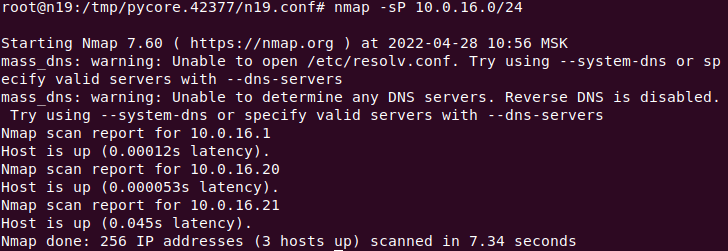 root@n19:/tmp/pycore.42377/n19.conf# nmap -sP 10.0.16.0/24

Starting Nmap 7.60 ( https://nmap.org ) at 2022-04-28 10:56 MSK
mass_dns: warning: Unable to open /etc/resolv.conf. Try using --system-dns or sp
ecify valid servers with --dns-servers
mass_dns: warning: Unable to determine any DNS servers. Reverse DNS is disabled.
 Try using --system-dns or specify valid servers with --dns-servers
Nmap scan report for 10.0.16.1
Host is up (0.00012s latency).
Nmap scan report for 10.0.16.20
Host is up (0.000053s latency).
Nmap scan report for 10.0.16.21
Host is up (0.045s latency).
Nmap done: 256 IP addresses (3 hosts up) scanned in 7.34 seconds